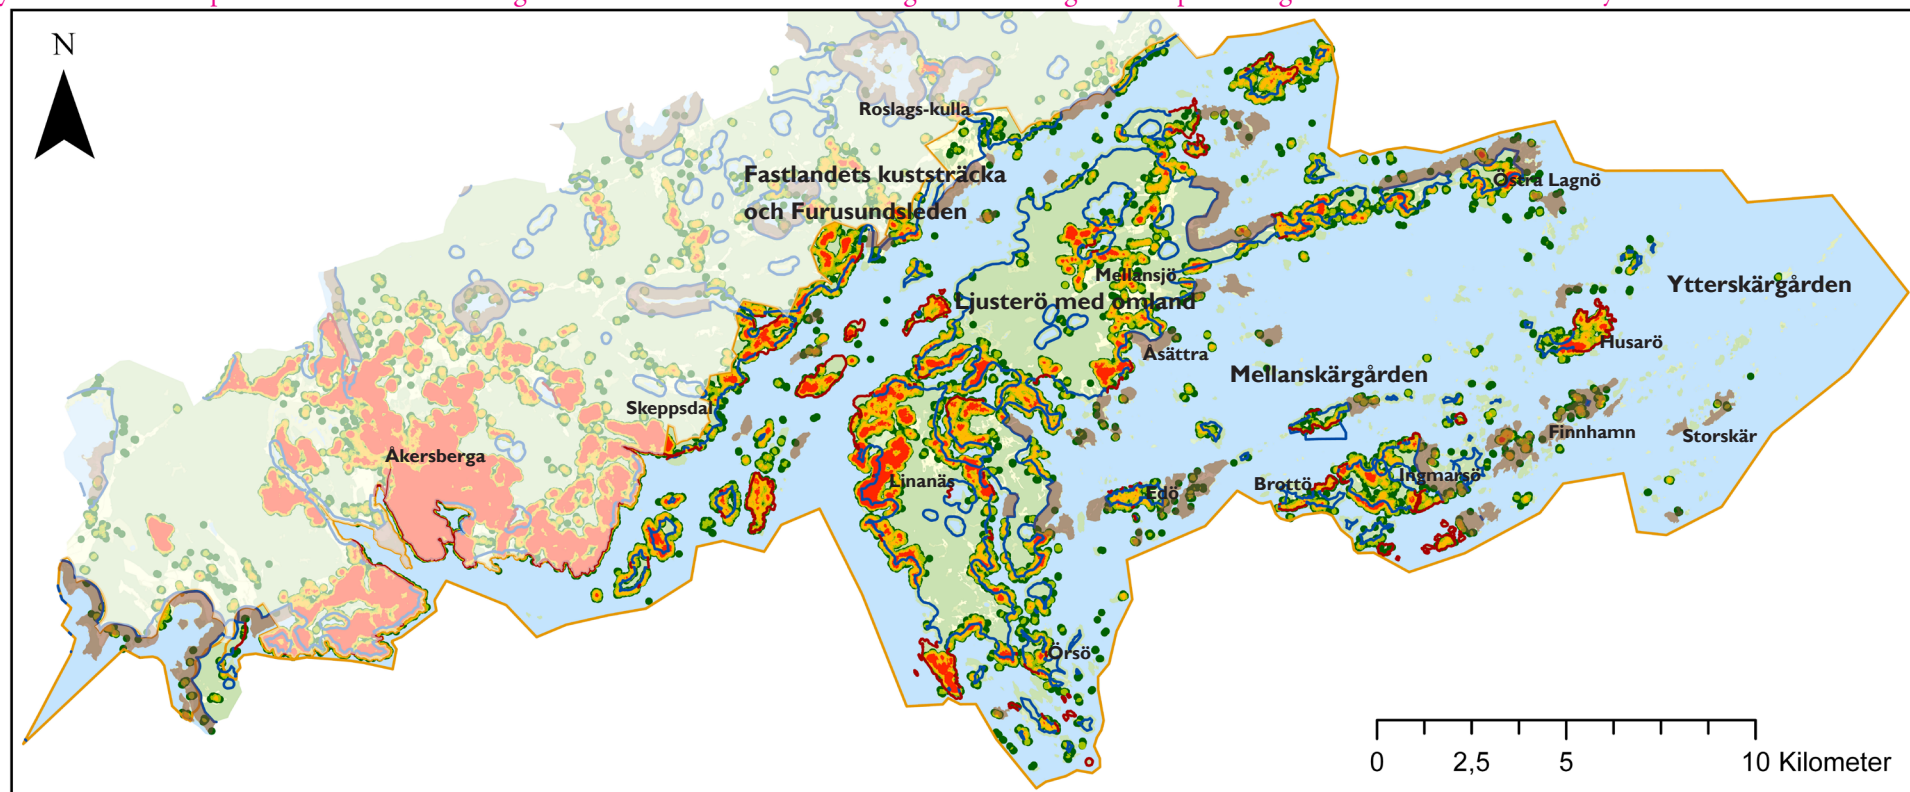 N
Roslags-kulla
Fastlandets kuststräcka
och Furusundsleden
Östra Lagnö
Mellansjö
Ljusterö med omland
Ytterskärgården
Husarö
Åsättra
Mellanskärgården
Skeppsdal
Finnhamn
Storskär
Åkersberga
Linanäs
Edö
Brottö
Ingmarsö
Örsö
0 2,5 5 10 Kilometer